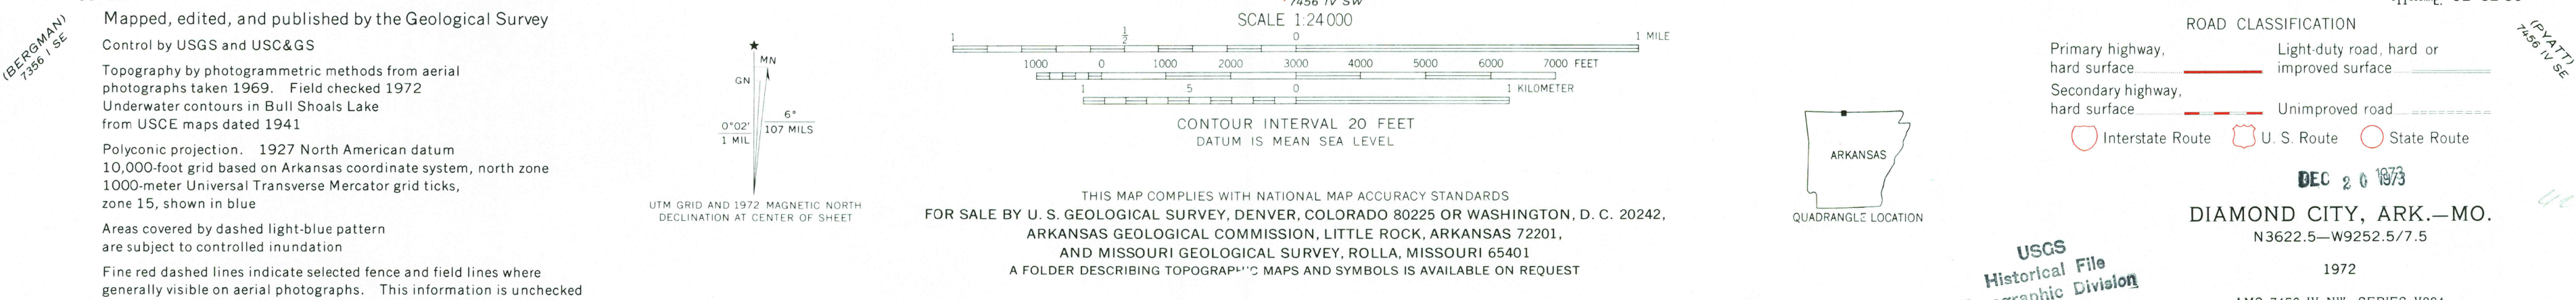 (BERGMAN)
7356 I SE
Mapped, edited, and published by the Geological Survey
Control by USGS and USC&GS
Topography by photogrammetric methods from aerial
photographs taken 1969. Field checked 1972
Underwater contours in Bull Shoals Lake
from USCE maps dated 1941
Polyconic projection. 1927 North American datum
10,000-foot grid based on Arkansas coordinate system, north zone
1000-meter Universal Transverse Mercator grid ticks,
zone 15, shown in blue
Areas covered by dashed light-blue pattern
are subject to controlled inundation
Fine red dashed lines indicate selected fence and field lines where
generally visible on aerial photographs. This information is unchecked
★
MN
GN
0°02'
1 MIL
6°
107 MILS
UTM GRID AND 1972 MAGNETIC NORTH
DECLINATION AT CENTER OF SHEET
7456 IV SW
SCALE 1:24 000
1 ½ 0 1 MILE
1000 0 1000 2000 3000 4000 5000 6000 7000 FEET
1 .5 0 1 KILOMETER
CONTOUR INTERVAL 20 FEET
DATUM IS MEAN SEA LEVEL
THIS MAP COMPLIES WITH NATIONAL MAP ACCURACY STANDARDS
FOR SALE BY U. S. GEOLOGICAL SURVEY, DENVER, COLORADO 80225 OR WASHINGTON, D. C. 20242,
ARKANSAS GEOLOGICAL COMMISSION, LITTLE ROCK, ARKANSAS 72201,
AND MISSOURI GEOLOGICAL SURVEY, ROLLA, MISSOURI 65401
A FOLDER DESCRIBING TOPOGRAPHIC MAPS AND SYMBOLS IS AVAILABLE ON REQUEST
ARKANSAS
QUADRANGLE LOCATION
ROAD CLASSIFICATION
Primary highway,
hard surface
Light-duty road, hard or
improved surface
Secondary highway,
hard surface
Unimproved road
Interstate Route U. S. Route State Route
(PYATT)
7456 IV SE
DEC 20 1973
DIAMOND CITY, ARK.—MO.
N3622.5—W9252.5/7.5
1972
USGS
Historical File
Division